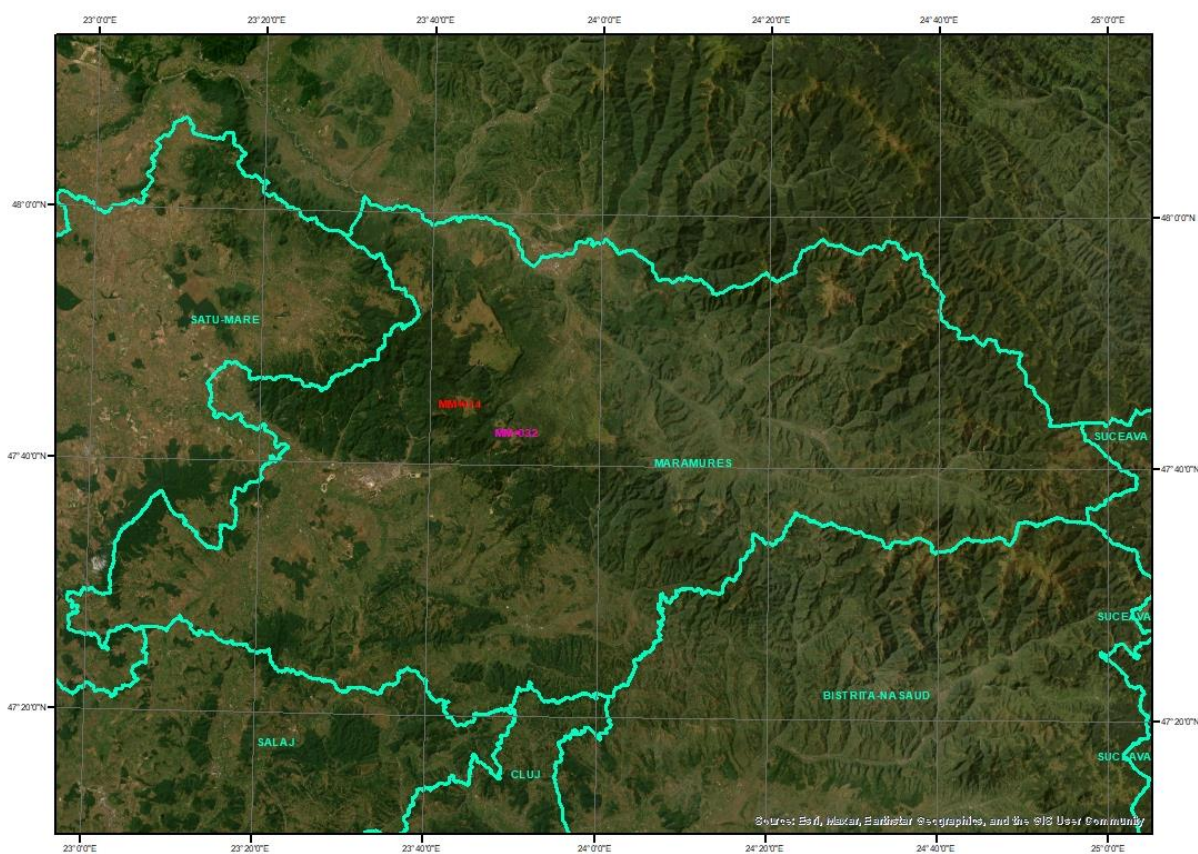 23°0'0"E 23°20'0"E 23°40'0"E 24°0'0"E 24°20'0"E 24°40'0"E 25°0'0"E
48°0'0"N 48°0'0"N
SATU-MARE
MM-032
SUCEAVA
47°40'0"N MARAMURES 47°40'0"N
SUCEAVA
BISTRITA-NASAUD
47°20'0"N 47°20'0"N
SALAJ
SUCEAVA
CLUJ
Source: Esri, Maxar, Earthstar Geographics, and the GIS User Community
23°0'0"E 23°20'0"E 23°40'0"E 24°0'0"E 24°20'0"E 24°40'0"E 25°0'0"E